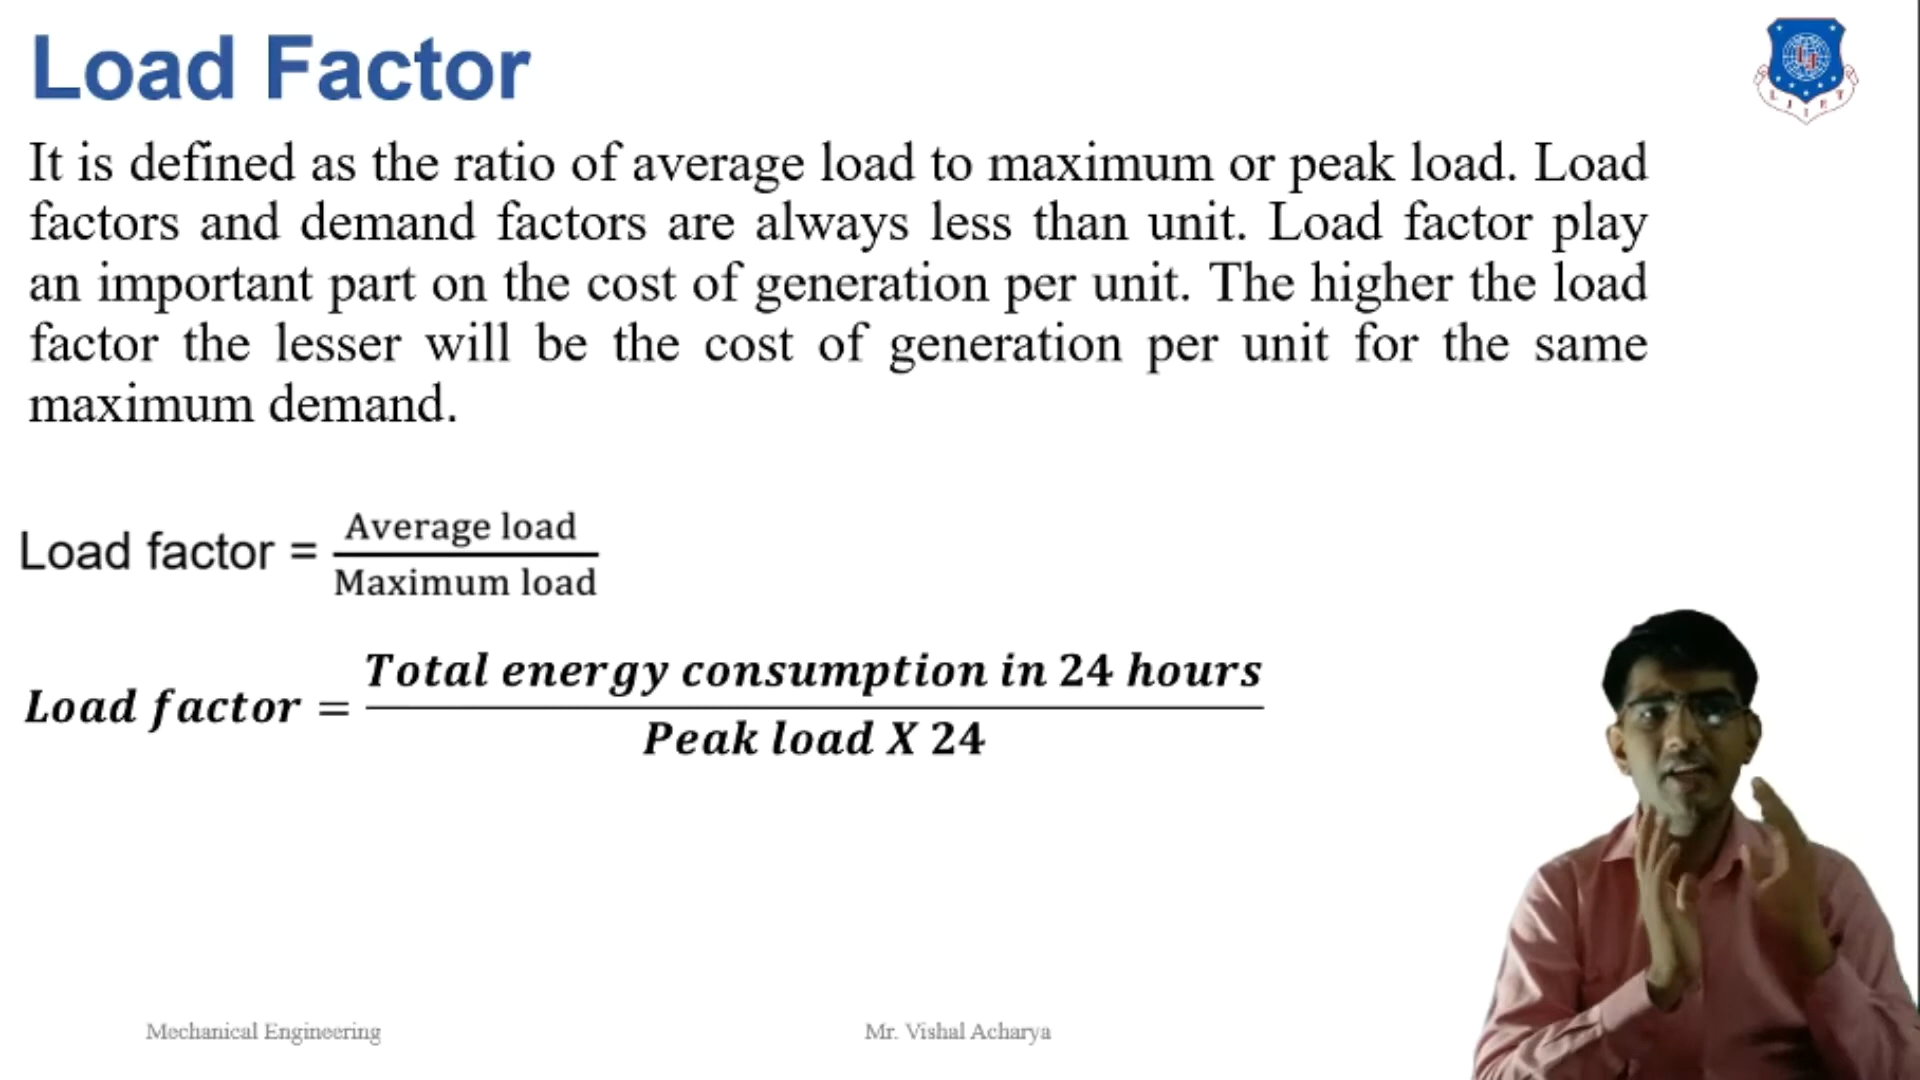 Load Factor
It is defined as the ratio of average load to maximum or peak load. Load
factors and demand factors are always less than unit. Load factor play
an important part on the cost of generation per unit. The higher the load
factor the lesser will be the cost of generation per unit for the same
maximum demand.
Load factor = Average load
Maximum load
Load factor = Total energy consumption in 24 hours
Peak load X 24
Mechanical Engineering
Mr. Vishal Acharya
L J I E T